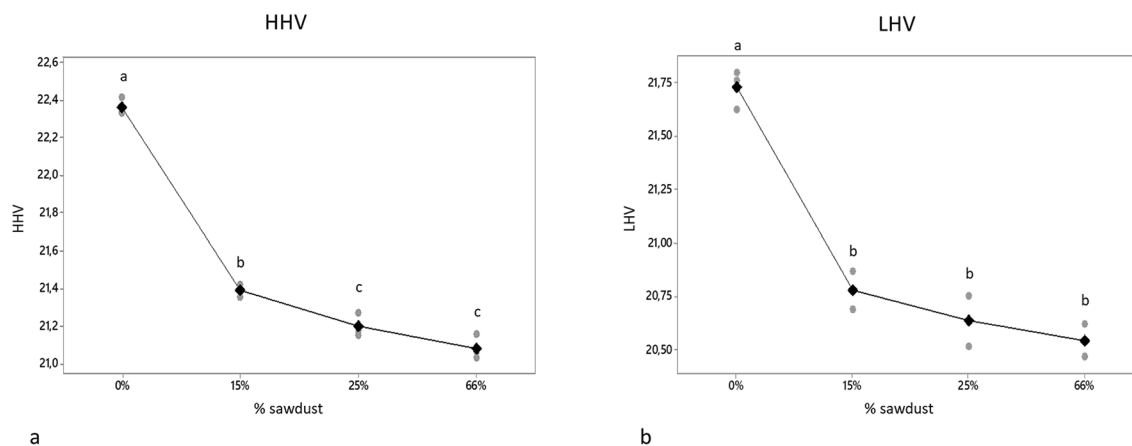 HHV
22,6
22,4
22,2
22,0
21,8
21,6
21,4
21,2
21,0
HHV
a
b
c
c
0%
15%
25%
66%
% sawdust
a
LHV
21,75
21,50
21,25
21,00
20,75
20,50
LHV
a
b
b
b
0%
15%
25%
66%
% sawdust
b